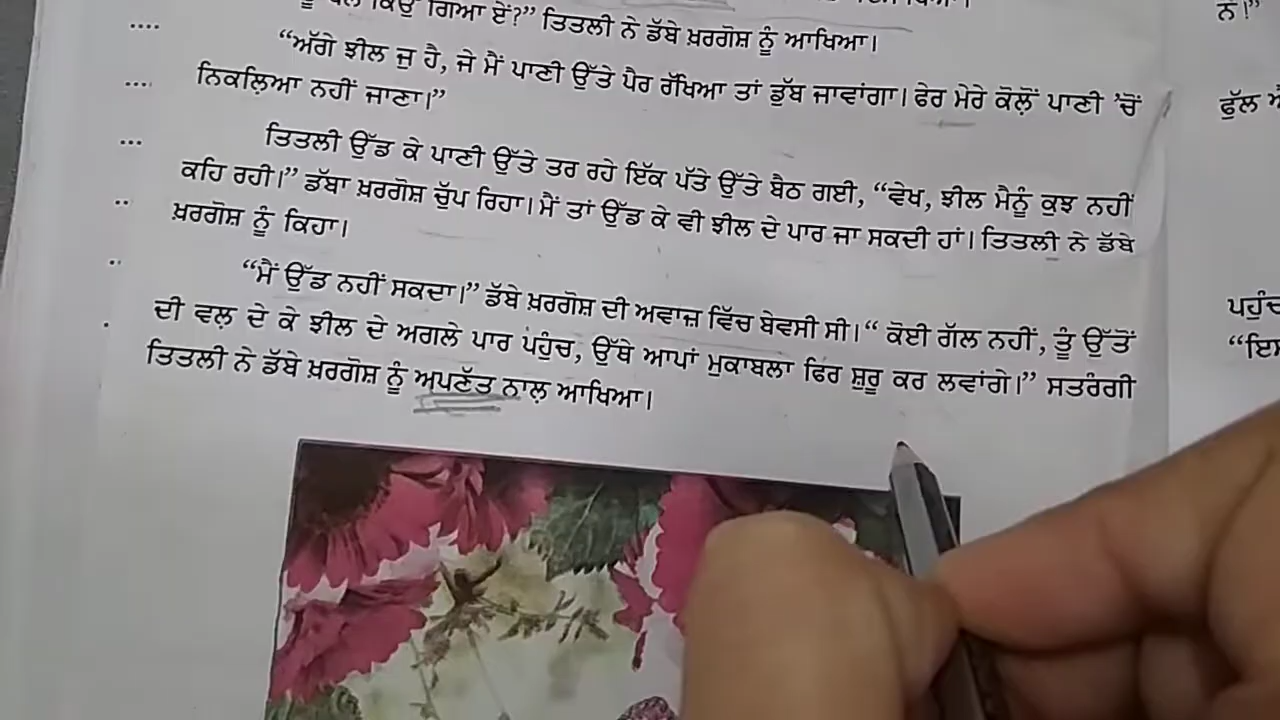 ਕਿਉਂ ਗਿਆ ਏਂ?” ਤਿਤਲੀ ਨੇ ਡੱਬੇ ਖ਼ਰਗੋਸ਼ ਨੂੰ ਆਖਿਆ।
“ਅੱਗੇ ਝੀਲ ਜੁ ਹੈ, ਜੇ ਮੈਂ ਪਾਣੀ ਉੱਤੇ ਪੈਰ ਰੱਖਿਆ ਤਾਂ ਡੁੱਬ ਜਾਵਾਂਗਾ। ਫੇਰ ਮੇਰੇ ਕੋਲ਼ੋਂ ਪਾਣੀ ’ਚੋਂ
ਨਿਕਲ਼ਿਆ ਨਹੀਂ ਜਾਣਾ।”
ਤਿਤਲੀ ਉੱਡ ਕੇ ਪਾਣੀ ਉੱਤੇ ਤਰ ਰਹੇ ਇੱਕ ਪੱਤੇ ਉੱਤੇ ਬੈਠ ਗਈ, “ਵੇਖ, ਝੀਲ ਮੈਨੂੰ ਕੁਝ ਨਹੀਂ
ਕਹਿ ਰਹੀ।” ਡੱਬਾ ਖ਼ਰਗੋਸ਼ ਚੁੱਪ ਰਿਹਾ। ਮੈਂ ਤਾਂ ਉੱਡ ਕੇ ਵੀ ਝੀਲ ਦੇ ਪਾਰ ਜਾ ਸਕਦੀ ਹਾਂ। ਤਿਤਲੀ ਨੇ ਡੱਬੇ
ਖ਼ਰਗੋਸ਼ ਨੂੰ ਕਿਹਾ।
“ਮੈਂ ਉੱਡ ਨਹੀਂ ਸਕਦਾ।” ਡੱਬੇ ਖ਼ਰਗੋਸ਼ ਦੀ ਅਵਾਜ਼ ਵਿੱਚ ਬੇਵਸੀ ਸੀ। “ ਕੋਈ ਗੱਲ ਨਹੀਂ, ਤੂੰ ਉੱਤੋਂ
ਦੀ ਵਲ਼ ਦੇ ਕੇ ਝੀਲ ਦੇ ਅਗਲੇ ਪਾਰ ਪਹੁੰਚ, ਉੱਥੇ ਆਪਾਂ ਮੁਕਾਬਲਾ ਫਿਰ ਸ਼ੁਰੂ ਕਰ ਲਵਾਂਗੇ।” ਸਤਰੰਗੀ
ਤਿਤਲੀ ਨੇ ਡੱਬੇ ਖ਼ਰਗੋਸ਼ ਨੂੰ ਅਪਣੱਤ ਨਾਲ਼ ਆਖਿਆ।
ਨੇ!”
ਫੁੱਲ